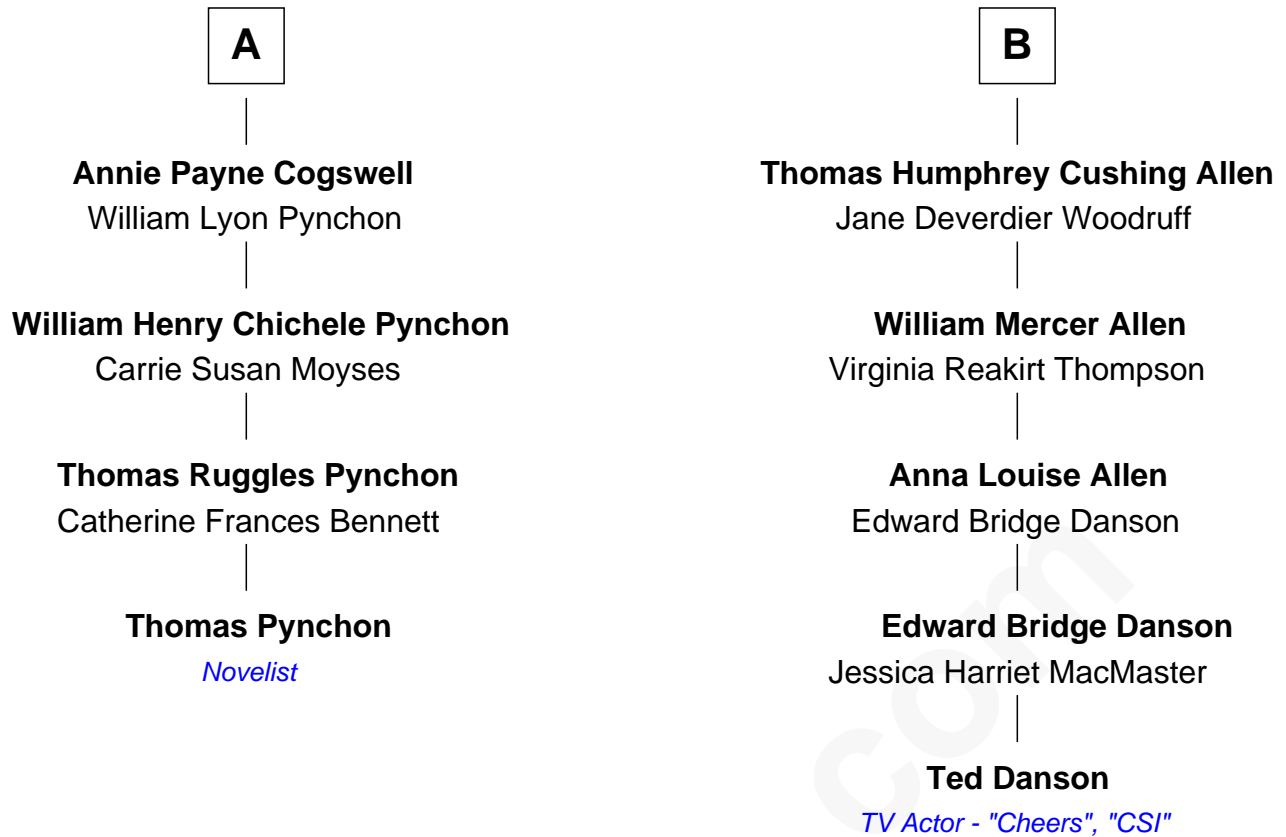 A
Annie Payne Cogswell
William Lyon Pynchon
William Henry Chichele Pynchon
Carrie Susan Moyses
Thomas Ruggles Pynchon
Catherine Frances Bennett
Thomas Pynchon
Novelist
B
Thomas Humphrey Cushing Allen
Jane Deverdier Woodruff
William Mercer Allen
Virginia Reakirt Thompson
Anna Louise Allen
Edward Bridge Danson
Edward Bridge Danson
Jessica Harriet MacMaster
Ted Danson
TV Actor - "Cheers", "CSI"
com